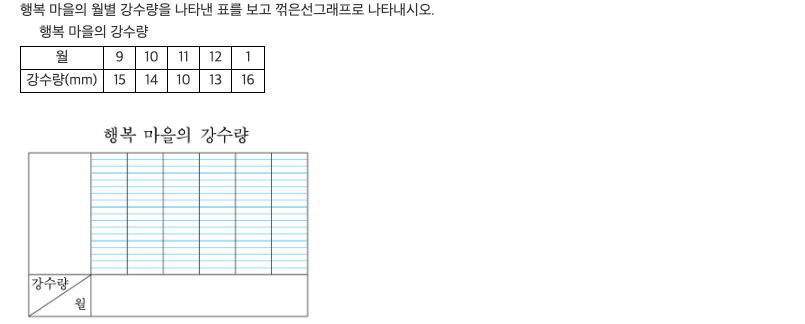 행복 마을의 월별 강수량을 나타낸 표를 보고 꺾은선그래프로 나타내시오.
행복 마을의 강수량
월 9 10 11 12 1
강수량(mm) 15 14 10 13 16
행복 마을의 강수량
강수량
월